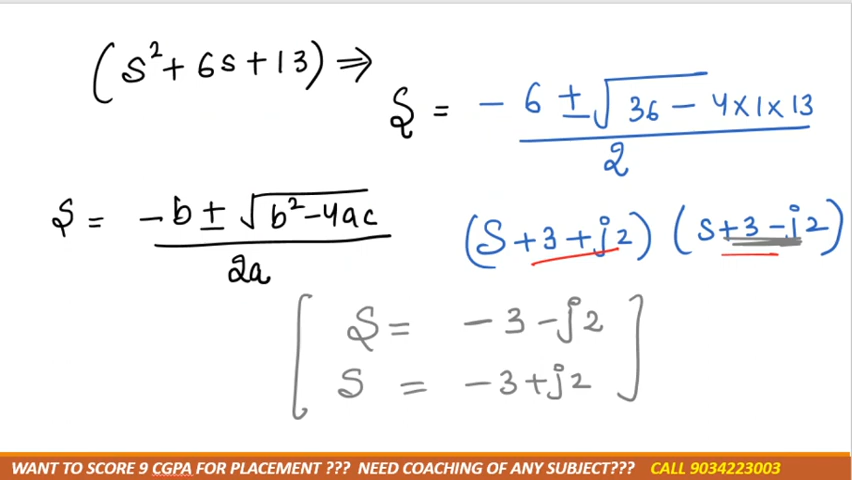 (s² + 6s + 13) ⇒
s = - 6 ± √36 - 4×1×13 / 2
s = -b ± √b²-4ac / 2a
(s + 3 + j2) (s + 3 - j2)
[ s = - 3 - j2
s = - 3 + j2 ]
WANT TO SCORE 9 CGPA FOR PLACEMENT ??? NEED COACHING OF ANY SUBJECT??? CALL 9034223003